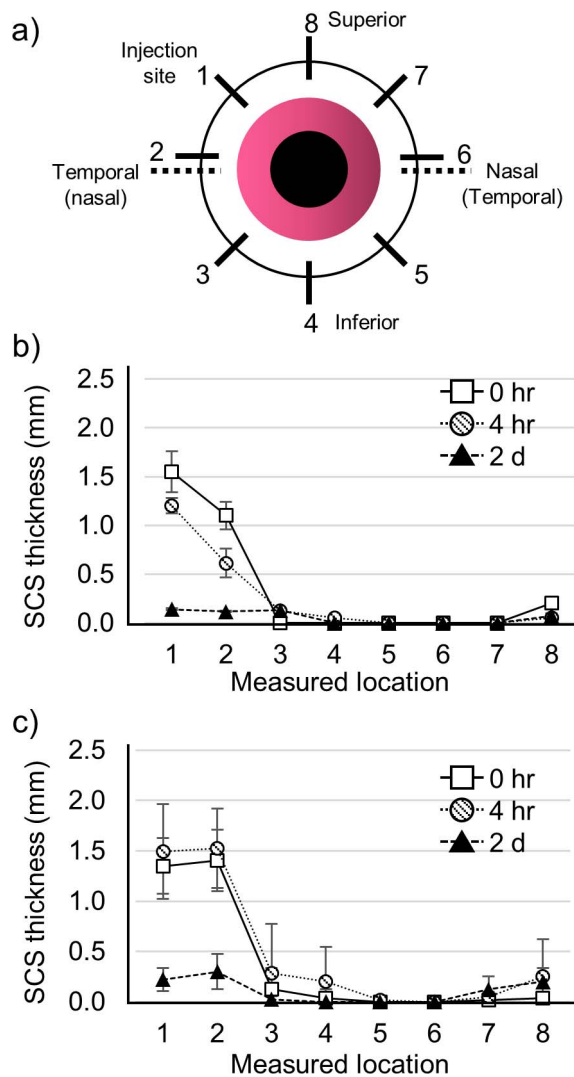 a)
8 Superior
Injection
site
1
7
2
6
Temporal
(nasal)
Nasal
(Temporal)
3
5
4 Inferior
b)
SCS thickness (mm)
2.5
2.0
1.5
1.0
0.5
0.0
0 hr
4 hr
2 d
1 2 3 4 5 6 7 8
Measured location
c)
SCS thickness (mm)
2.5
2.0
1.5
1.0
0.5
0.0
0 hr
4 hr
2 d
1 2 3 4 5 6 7 8
Measured location